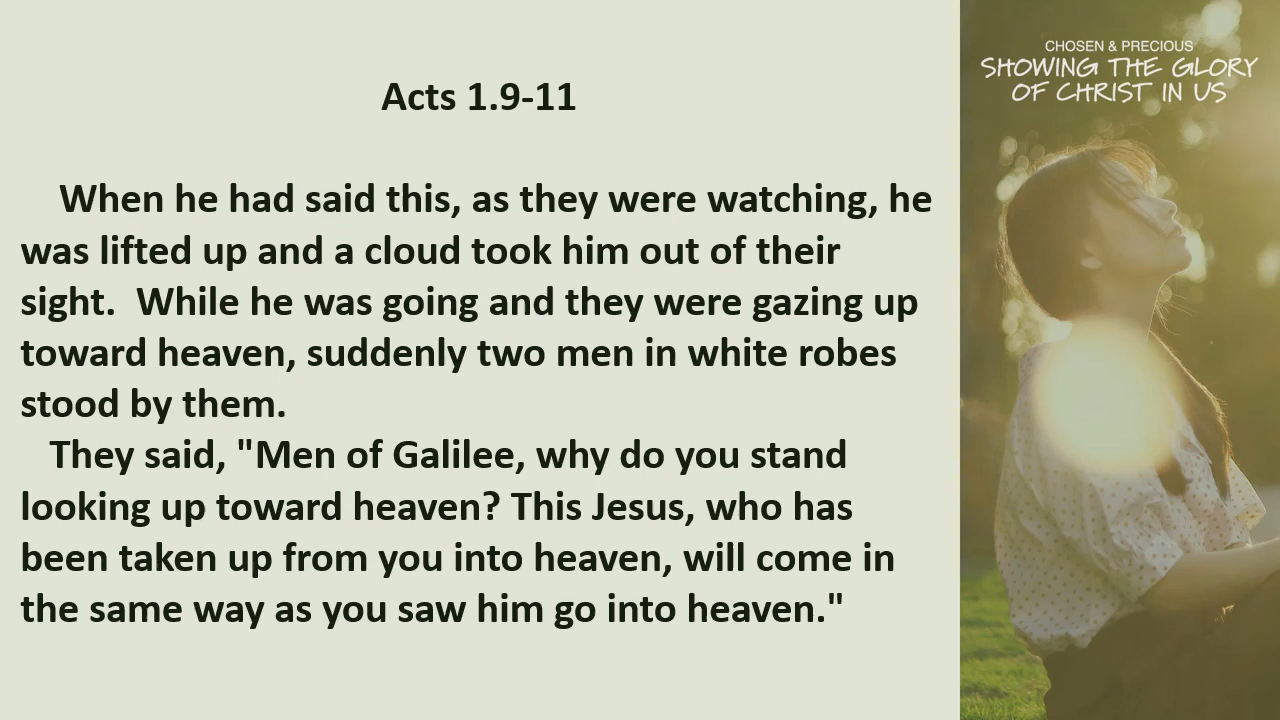 Acts 1.9-11
When he had said this, as they were watching, he
was lifted up and a cloud took him out of their
sight.  While he was going and they were gazing up
toward heaven, suddenly two men in white robes
stood by them.
They said, "Men of Galilee, why do you stand
looking up toward heaven? This Jesus, who has
been taken up from you into heaven, will come in
the same way as you saw him go into heaven."
CHOSEN & PRECIOUS
SHOWING THE GLORY
OF CHRIST IN US